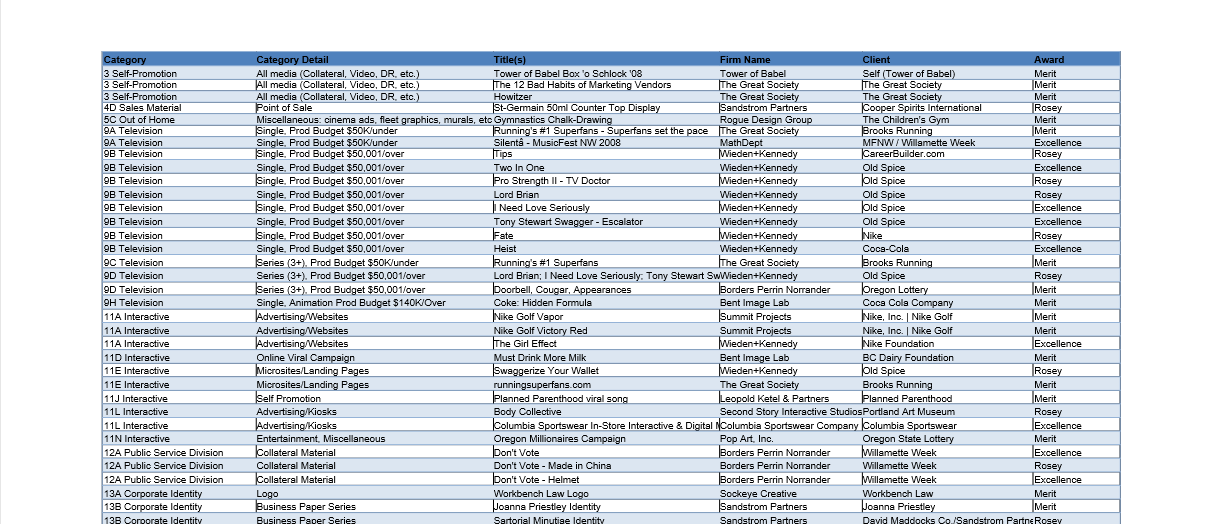 Category Category Detail Title(s) Firm Name Client Award
3 Self-Promotion All media (Collateral, Video, DR, etc.) Tower of Babel Box 'o Schlock '08 Tower of Babel Self (Tower of Babel) Merit
3 Self-Promotion All media (Collateral, Video, DR, etc.) The 12 Bad Habits of Marketing Vendors The Great Society The Great Society Merit
3 Self-Promotion All media (Collateral, Video, DR, etc.) Howitzer The Great Society The Great Society Merit
4D Sales Material Point of Sale St-Germain 50ml Counter Top Display Sandstrom Partners Cooper Spirits International Rosey
5C Out of Home Miscellaneous: cinema ads, fleet graphics, murals, etc Gymnastics Chalk-Drawing Rogue Design Group The Children's Gym Merit
9A Television Single, Prod Budget $50K/under Running's #1 Superfans - Superfans set the pace The Great Society Brooks Running Merit
9A Television Single, Prod Budget $50K/under Silentâ - MusicFest NW 2008 MathDept MFNW / Willamette Week Excellence
9B Television Single, Prod Budget $50,001/over Tips Wieden+Kennedy CareerBuilder.com Rosey
9B Television Single, Prod Budget $50,001/over Two In One Wieden+Kennedy Old Spice Excellence
9B Television Single, Prod Budget $50,001/over Pro Strength II - TV Doctor Wieden+Kennedy Old Spice Rosey
9B Television Single, Prod Budget $50,001/over Lord Brian Wieden+Kennedy Old Spice Rosey
9B Television Single, Prod Budget $50,001/over I Need Love Seriously Wieden+Kennedy Old Spice Excellence
9B Television Single, Prod Budget $50,001/over Tony Stewart Swagger - Escalator Wieden+Kennedy Old Spice Excellence
9B Television Single, Prod Budget $50,001/over Fate Wieden+Kennedy Nike Rosey
9B Television Single, Prod Budget $50,001/over Heist Wieden+Kennedy Coca-Cola Excellence
9C Television Series (3+), Prod Budget $50K/under Running's #1 Superfans The Great Society Brooks Running Merit
9D Television Series (3+), Prod Budget $50,001/over Lord Brian; I Need Love Seriously; Tony Stewart Sw Wieden+Kennedy Old Spice Rosey
9D Television Series (3+), Prod Budget $50,001/over Doorbell, Cougar, Appearances Borders Perrin Norrander Oregon Lottery Merit
9H Television Single, Animation Prod Budget $140K/Over Coke: Hidden Formula Bent Image Lab Coca Cola Company Merit
11A Interactive Advertising/Websites Nike Golf Vapor Summit Projects Nike, Inc. | Nike Golf Merit
11A Interactive Advertising/Websites Nike Golf Victory Red Summit Projects Nike, Inc. | Nike Golf Merit
11A Interactive Advertising/Websites The Girl Effect Wieden+Kennedy Nike Foundation Excellence
11D Interactive Online Viral Campaign Must Drink More Milk Bent Image Lab BC Dairy Foundation Merit
11E Interactive Microsites/Landing Pages Swaggerize Your Wallet Wieden+Kennedy Old Spice Rosey
11E Interactive Microsites/Landing Pages runningsuperfans.com The Great Society Brooks Running Merit
11J Interactive Self Promotion Planned Parenthood viral song Leopold Ketel & Partners Planned Parenthood Merit
11L Interactive Advertising/Kiosks Body Collective Second Story Interactive Studios Portland Art Museum Rosey
11L Interactive Advertising/Kiosks Columbia Sportswear In-Store Interactive & Digital Columbia Sportswear Company Columbia Sportswear Excellence
11N Interactive Entertainment, Miscellaneous Oregon Millionaires Campaign Pop Art, Inc. Oregon State Lottery Merit
12A Public Service Division Collateral Material Don't Vote Borders Perrin Norrander Willamette Week Excellence
12A Public Service Division Collateral Material Don't Vote - Made in China Borders Perrin Norrander Willamette Week Rosey
12A Public Service Division Collateral Material Don't Vote - Helmet Borders Perrin Norrander Willamette Week Excellence
13A Corporate Identity Logo Workbench Law Logo Sockeye Creative Workbench Law Merit
13B Corporate Identity Business Paper Series Joanna Priestley Identity Sandstrom Partners Joanna Priestley Merit
13B Corporate Identity Business Paper Series Sartorial Minutiae Identity Sandstrom Partners David Maddocks Co./Sandstrom Partne Rosey